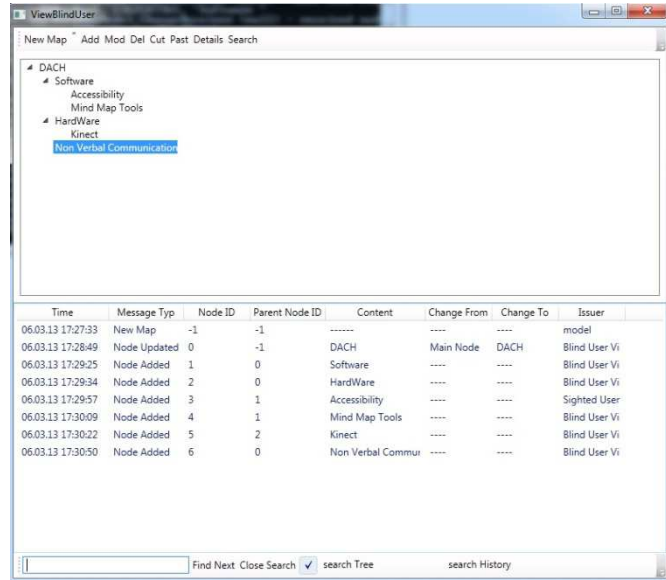 ViewBlindUser
New Map Add Mod Del Cut Past Details Search
DACH
Software
Accessibility
Mind Map Tools
HardWare
Kinect
Non Verbal Communication
Time Message Typ Node ID Parent Node ID Content Change From Change To Issuer
06.03.13 17:27:33 New Map -1 -1 ------ ---- ---- model
06.03.13 17:28:49 Node Updated 0 -1 DACH Main Node DACH Blind User Vi
06.03.13 17:29:25 Node Added 1 0 Software ---- ---- Blind User Vi
06.03.13 17:29:34 Node Added 2 0 HardWare ---- ---- Blind User Vi
06.03.13 17:29:57 Node Added 3 1 Accessibility ---- ---- Sighted User
06.03.13 17:30:09 Node Added 4 1 Mind Map Tools ---- ---- Blind User Vi
06.03.13 17:30:22 Node Added 5 2 Kinect ---- ---- Blind User Vi
06.03.13 17:30:50 Node Added 6 0 Non Verbal Commur ---- ---- Blind User Vi
Find Next Close Search ✓ search Tree search History